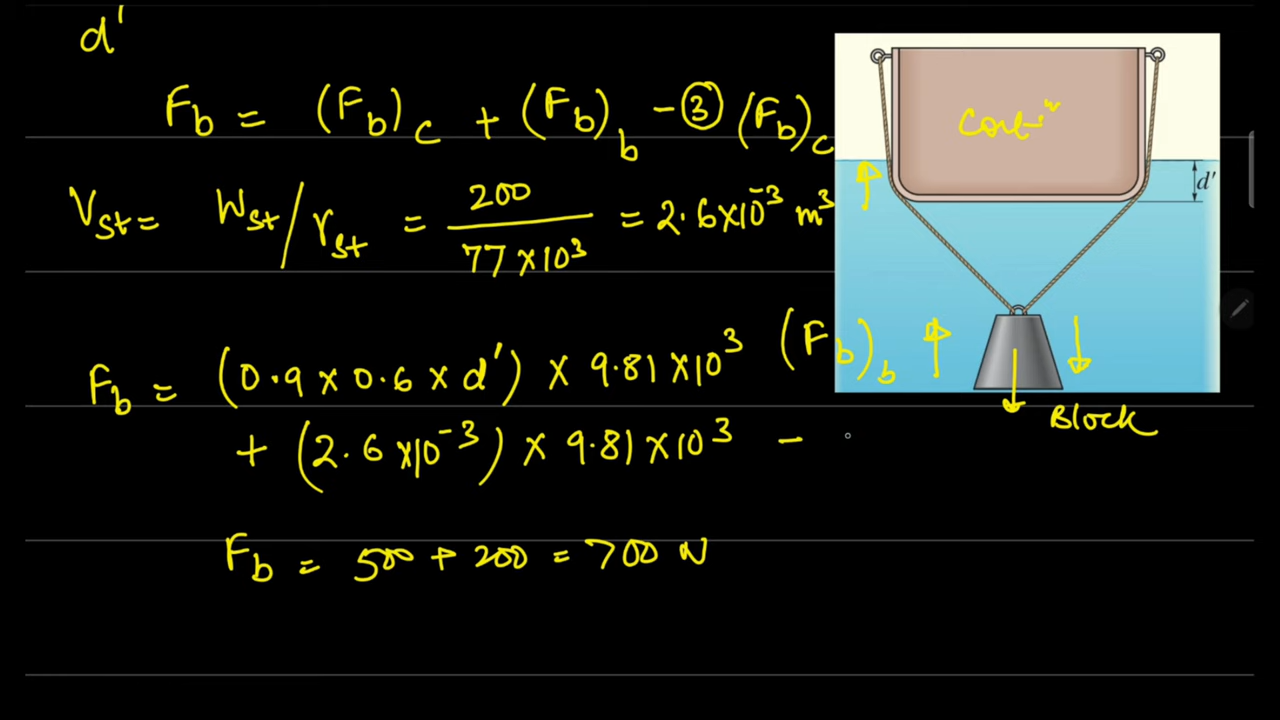 d'
F_b = (F_b)_c + (F_b)_b - ③ (F_b)_c
V_st = W_st / γ_st = 200 / 77 × 10^3 = 2.6 × 10^-3 m^3
d'
F_b = (0.9 × 0.6 × d') × 9.81 × 10^3 (F_b)_b
+ (2.6 × 10^-3) × 9.81 × 10^3 -
Block
F_b = 500 + 200 = 700 N